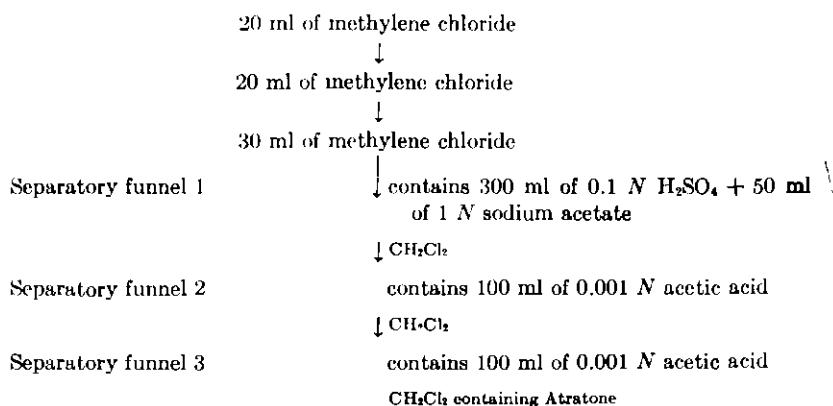 20 ml of methylene chloride
↓
20 ml of methylene chloride
↓
30 ml of methylene chloride
Separatory funnel 1 ↓ contains 300 ml of 0.1 N H₂SO₄ + 50 ml
of 1 N sodium acetate
↓ CH₂Cl₂
Separatory funnel 2 contains 100 ml of 0.001 N acetic acid
↓ CH₂Cl₂
Separatory funnel 3 contains 100 ml of 0.001 N acetic acid
CH₂Cl₂ containing Atratone